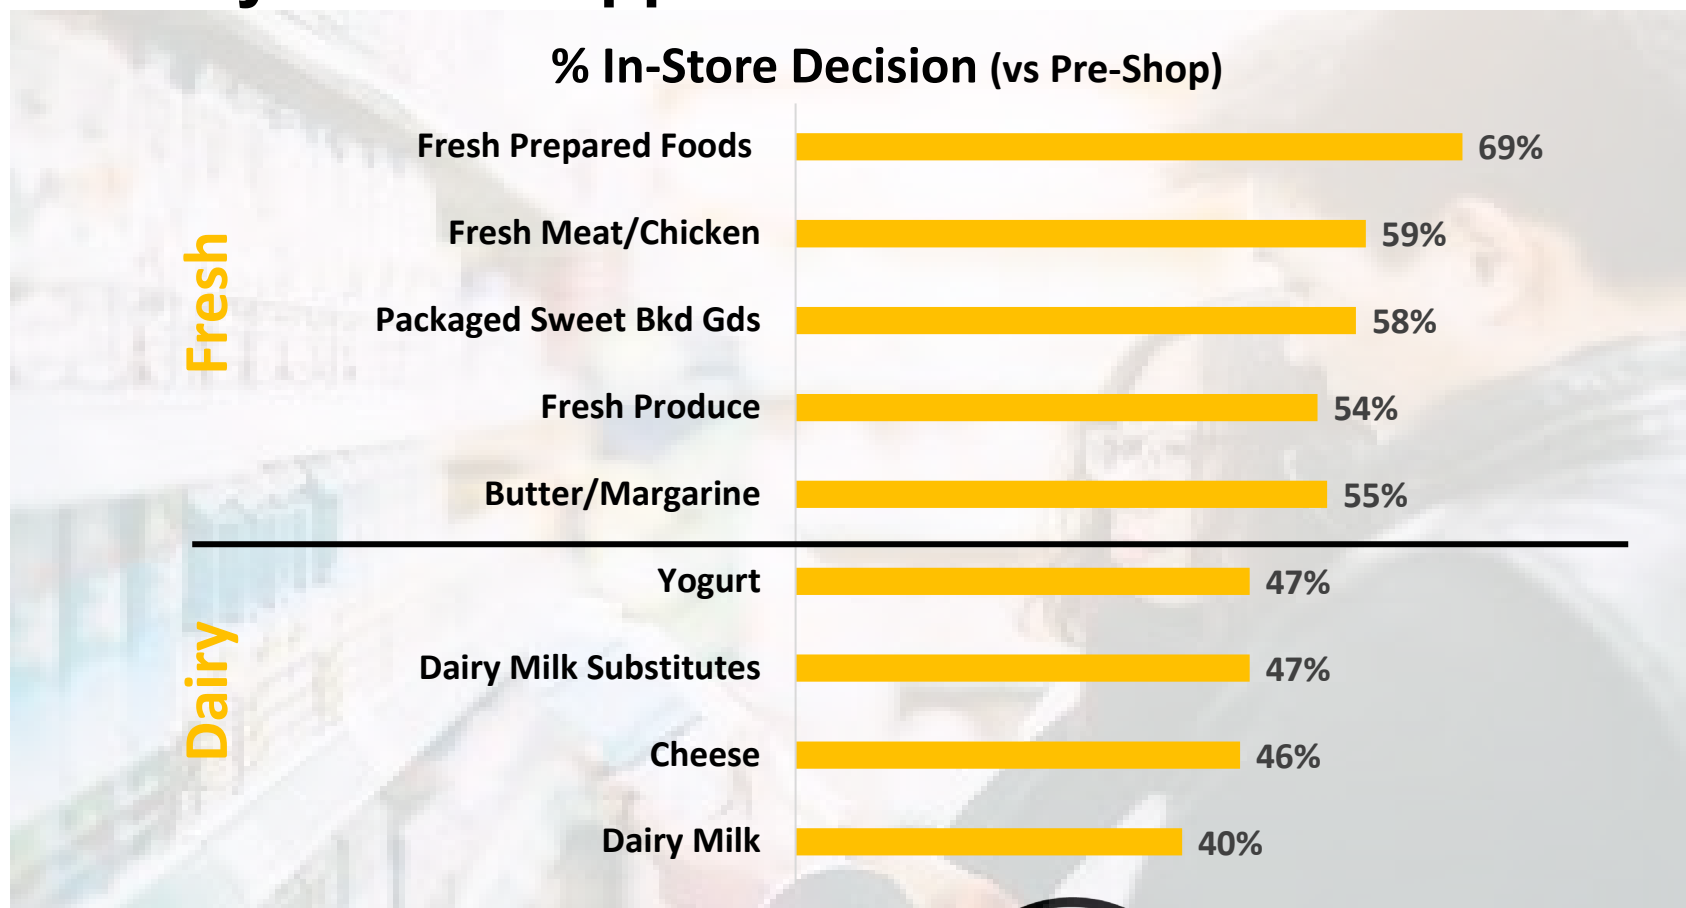 % In-Store Decision (vs Pre-Shop)
Fresh
Fresh Prepared Foods 69%
Fresh Meat/Chicken 59%
Packaged Sweet Bkd Gds 58%
Fresh Produce 54%
Butter/Margarine 55%
Dairy
Yogurt 47%
Dairy Milk Substitutes 47%
Cheese 46%
Dairy Milk 40%